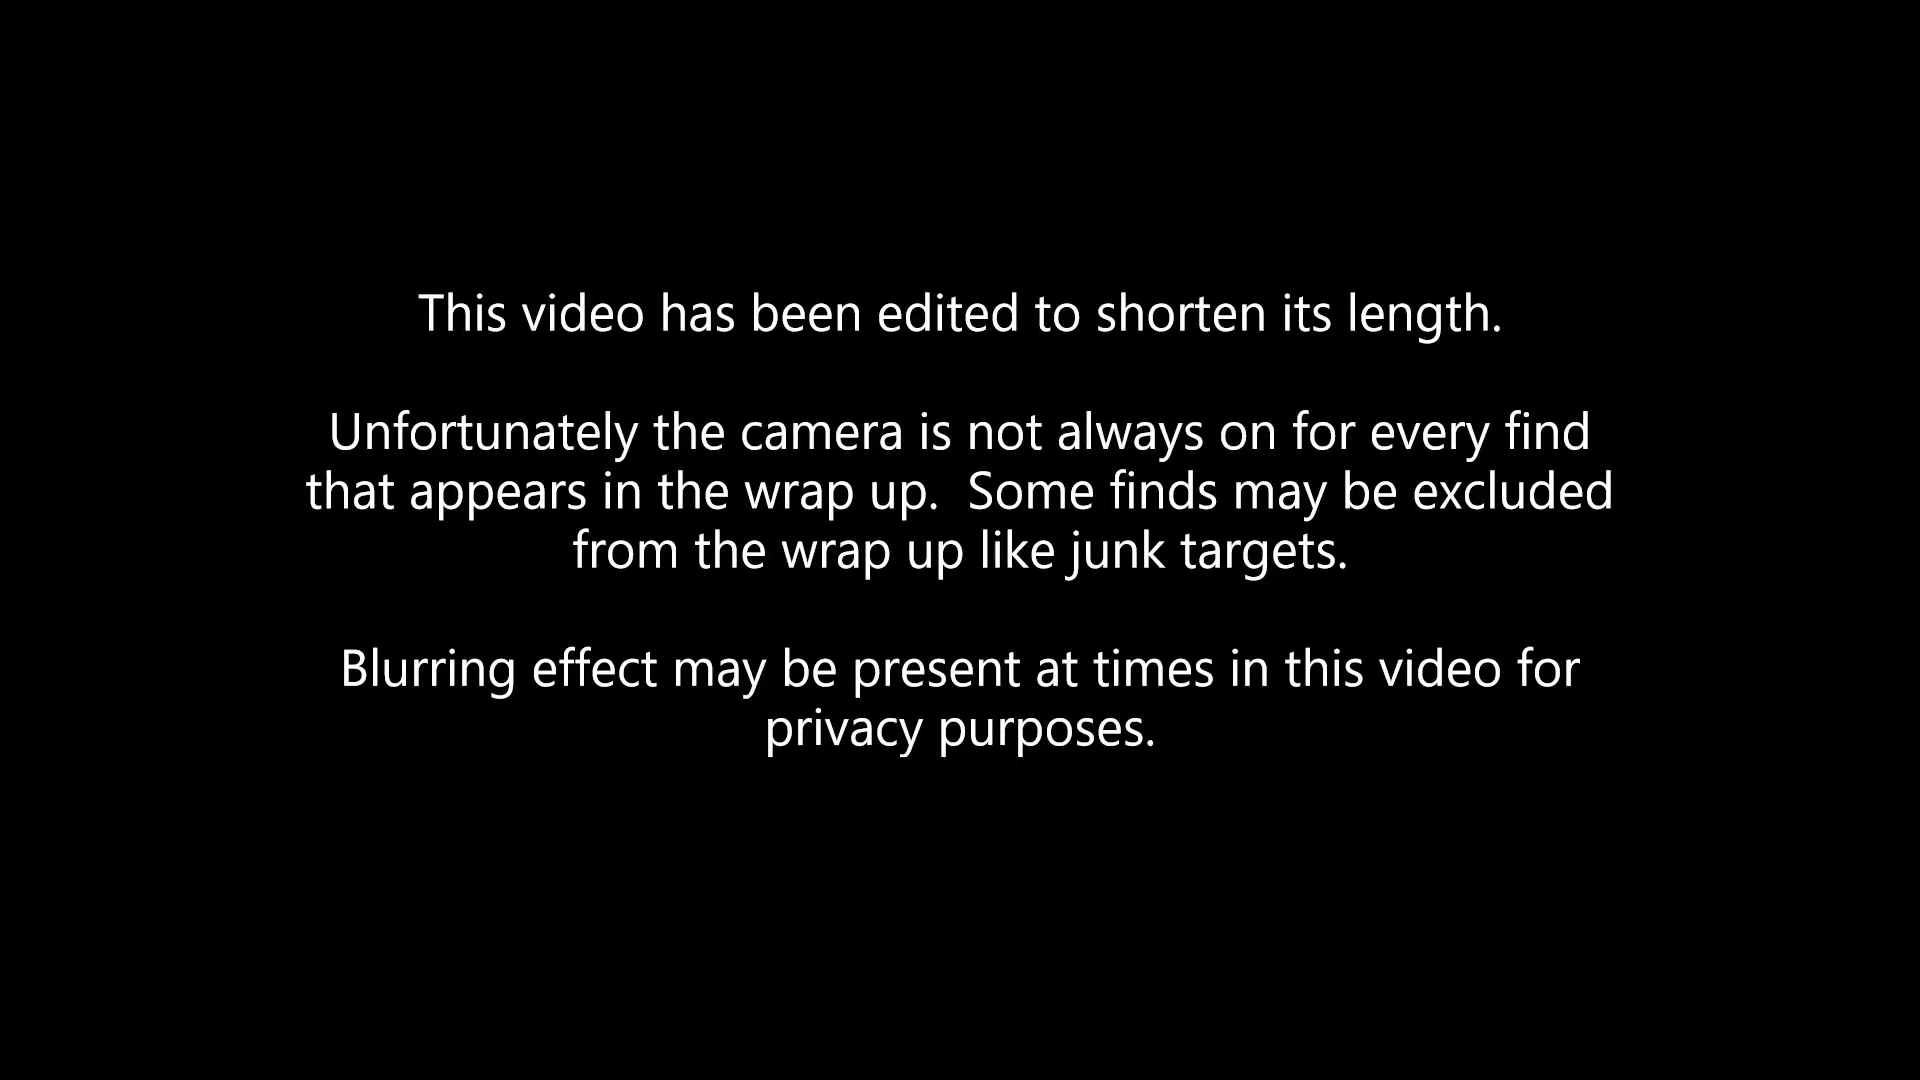 This video has been edited to shorten its length.
Unfortunately the camera is not always on for every find
that appears in the wrap up.  Some finds may be excluded
from the wrap up like junk targets.
Blurring effect may be present at times in this video for
privacy purposes.